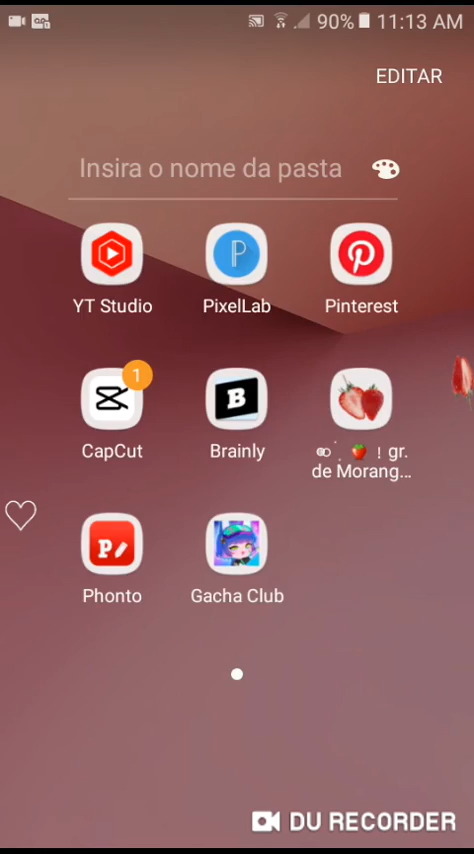 90% 11:13 AM
EDITAR
Insira o nome da pasta
YT Studio PixelLab Pinterest
1
CapCut Brainly ! gr.
de Morang...
Phonto Gacha Club
DU RECORDER